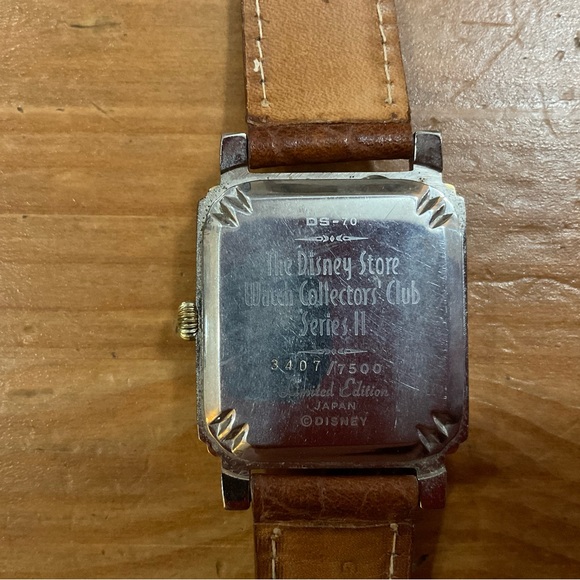 DS-70
The Disney Store
Watch Collectors' Club
Series II
3407/7500
Limited Edition
JAPAN
©DISNEY